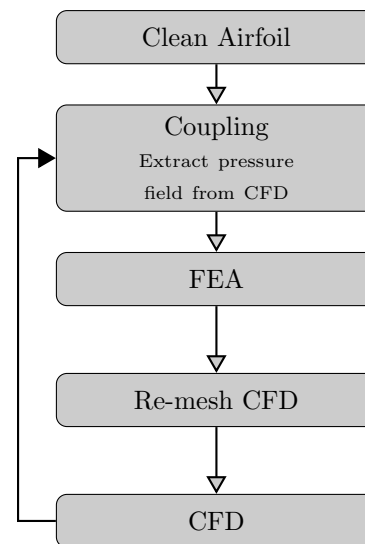 Clean Airfoil
Coupling
Extract pressure
field from CFD
FEA
Re-mesh CFD
CFD